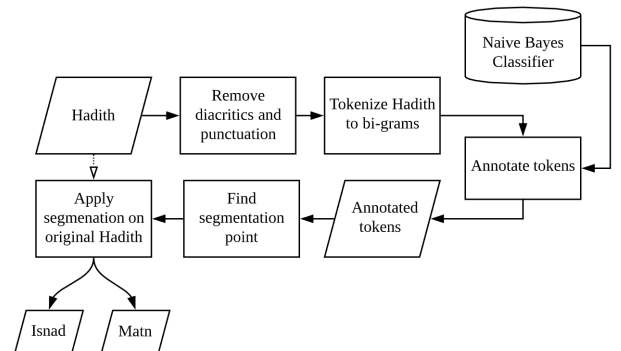 Naive Bayes
Classifier
Hadith
Remove
diacritics and
punctuation
Tokenize Hadith
to bi-grams
Annotate tokens
Apply
segmenation on
original Hadith
Find
segmentation
point
Annotated
tokens
Isnad
Matn